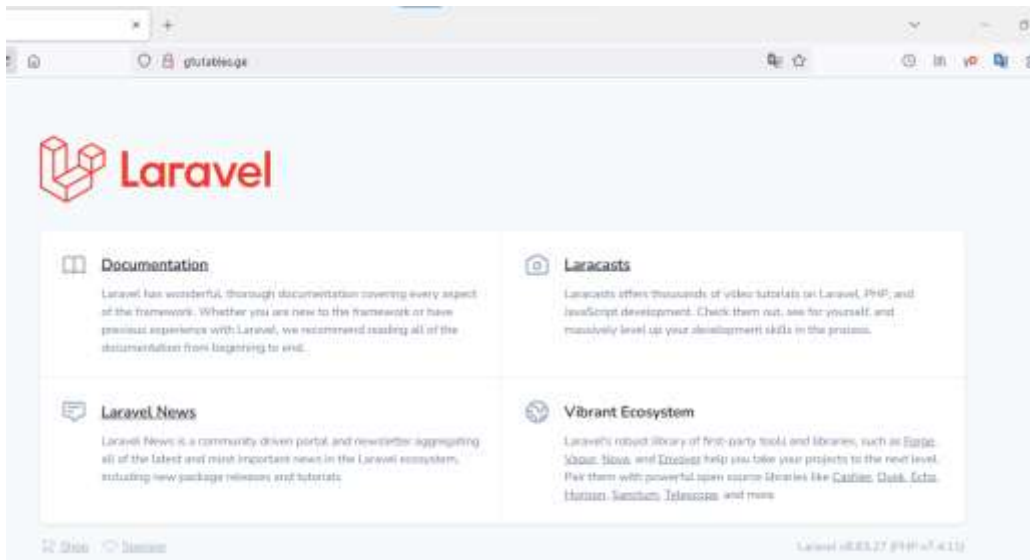 gtutables.ge
Laravel
Documentation
Laravel has wonderful, thorough documentation covering every aspect
of the framework. Whether you are new to the framework or have
previous experience with Laravel, we recommend reading all of the
documentation from beginning to end.
Laracasts
Laracasts offers thousands of video tutorials on Laravel, PHP, and
JavaScript development. Check them out, see for yourself, and
massively level up your development skills in the process.
Laravel News
Laravel News is a community driven portal and newsletter aggregating
all of the latest and most important news in the Laravel ecosystem,
including new package releases and tutorials.
Vibrant Ecosystem
Laravel's robust library of first-party tools and libraries, such as Forge,
Vapor, Nova, and Envoyer help you take your projects to the next level.
Pair them with powerful open source libraries like Cashier, Dusk, Echo,
Horizon, Sanctum, Telescope, and more.
Shop Sponsor
Laravel v8.83.27 (PHP